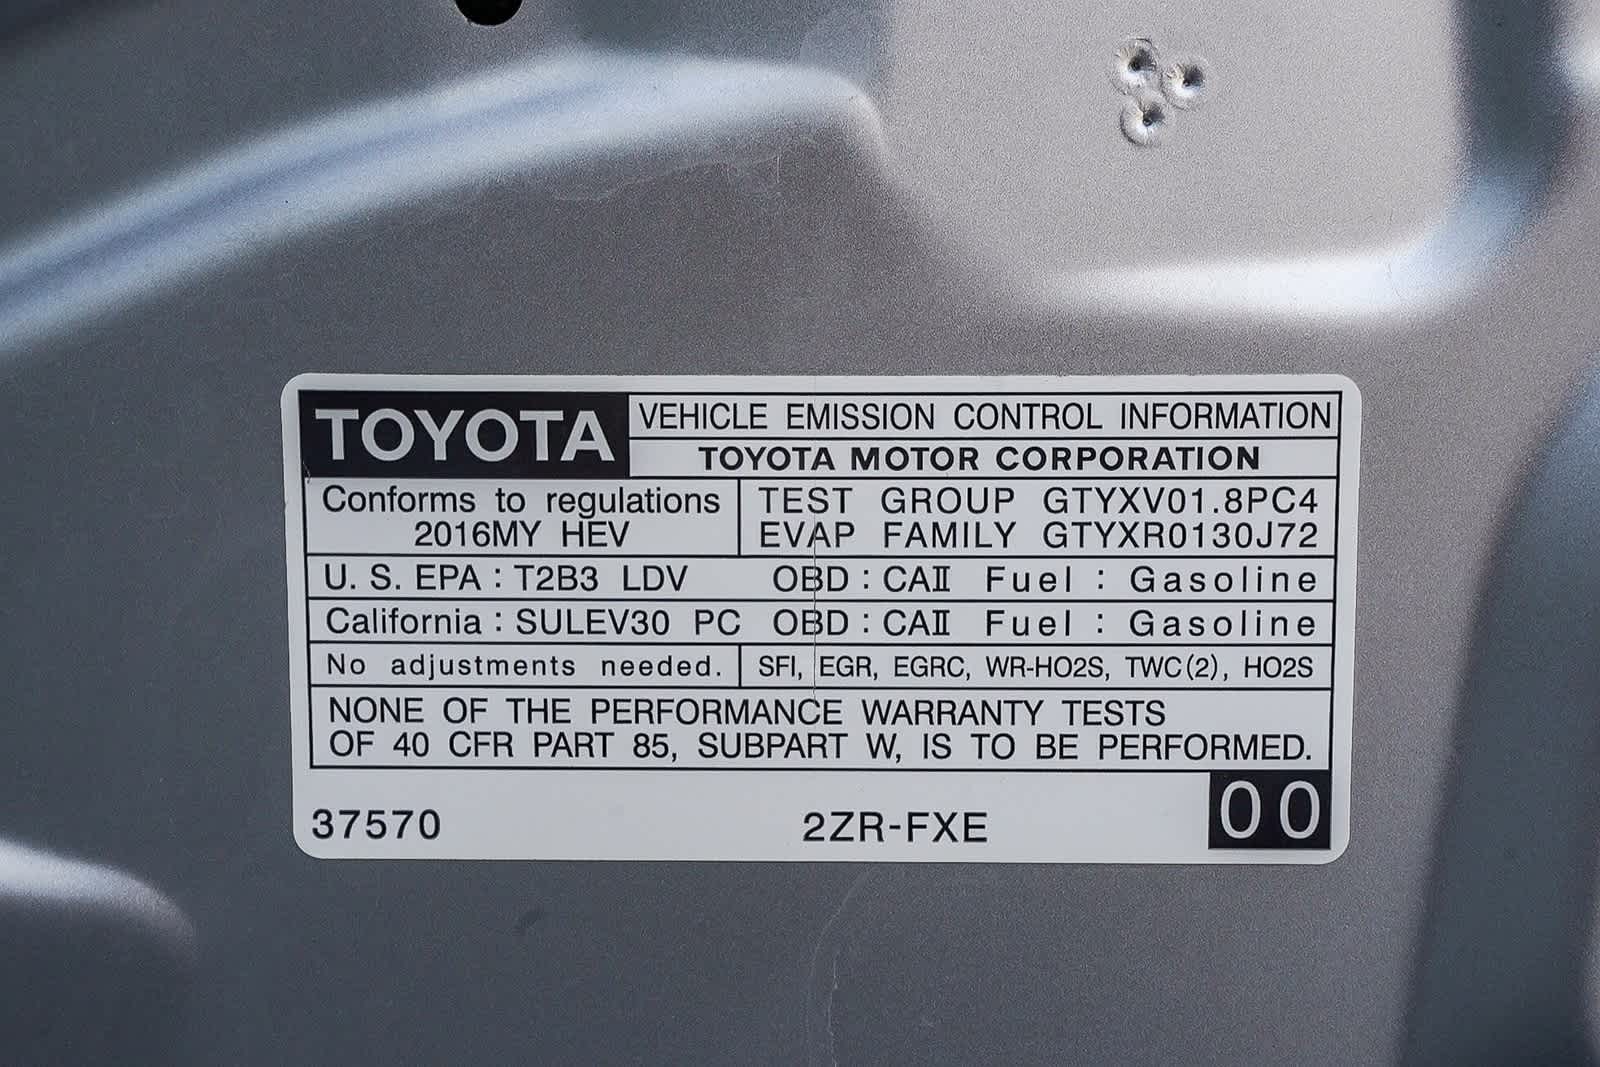 TOYOTA
VEHICLE EMISSION CONTROL INFORMATION
TOYOTA MOTOR CORPORATION
Conforms to regulations
2016MY HEV
TEST GROUP GTYXV01.8PC4
EVAP FAMILY GTYXR0130J72
U. S. EPA : T2B3 LDV OBD : CAII Fuel : Gasoline
California : SULEV30 PC OBD : CAII Fuel : Gasoline
No adjustments needed. SFI, EGR, EGRC, WR-HO2S, TWC(2), HO2S
NONE OF THE PERFORMANCE WARRANTY TESTS
OF 40 CFR PART 85, SUBPART W, IS TO BE PERFORMED.
37570 2ZR-FXE 00